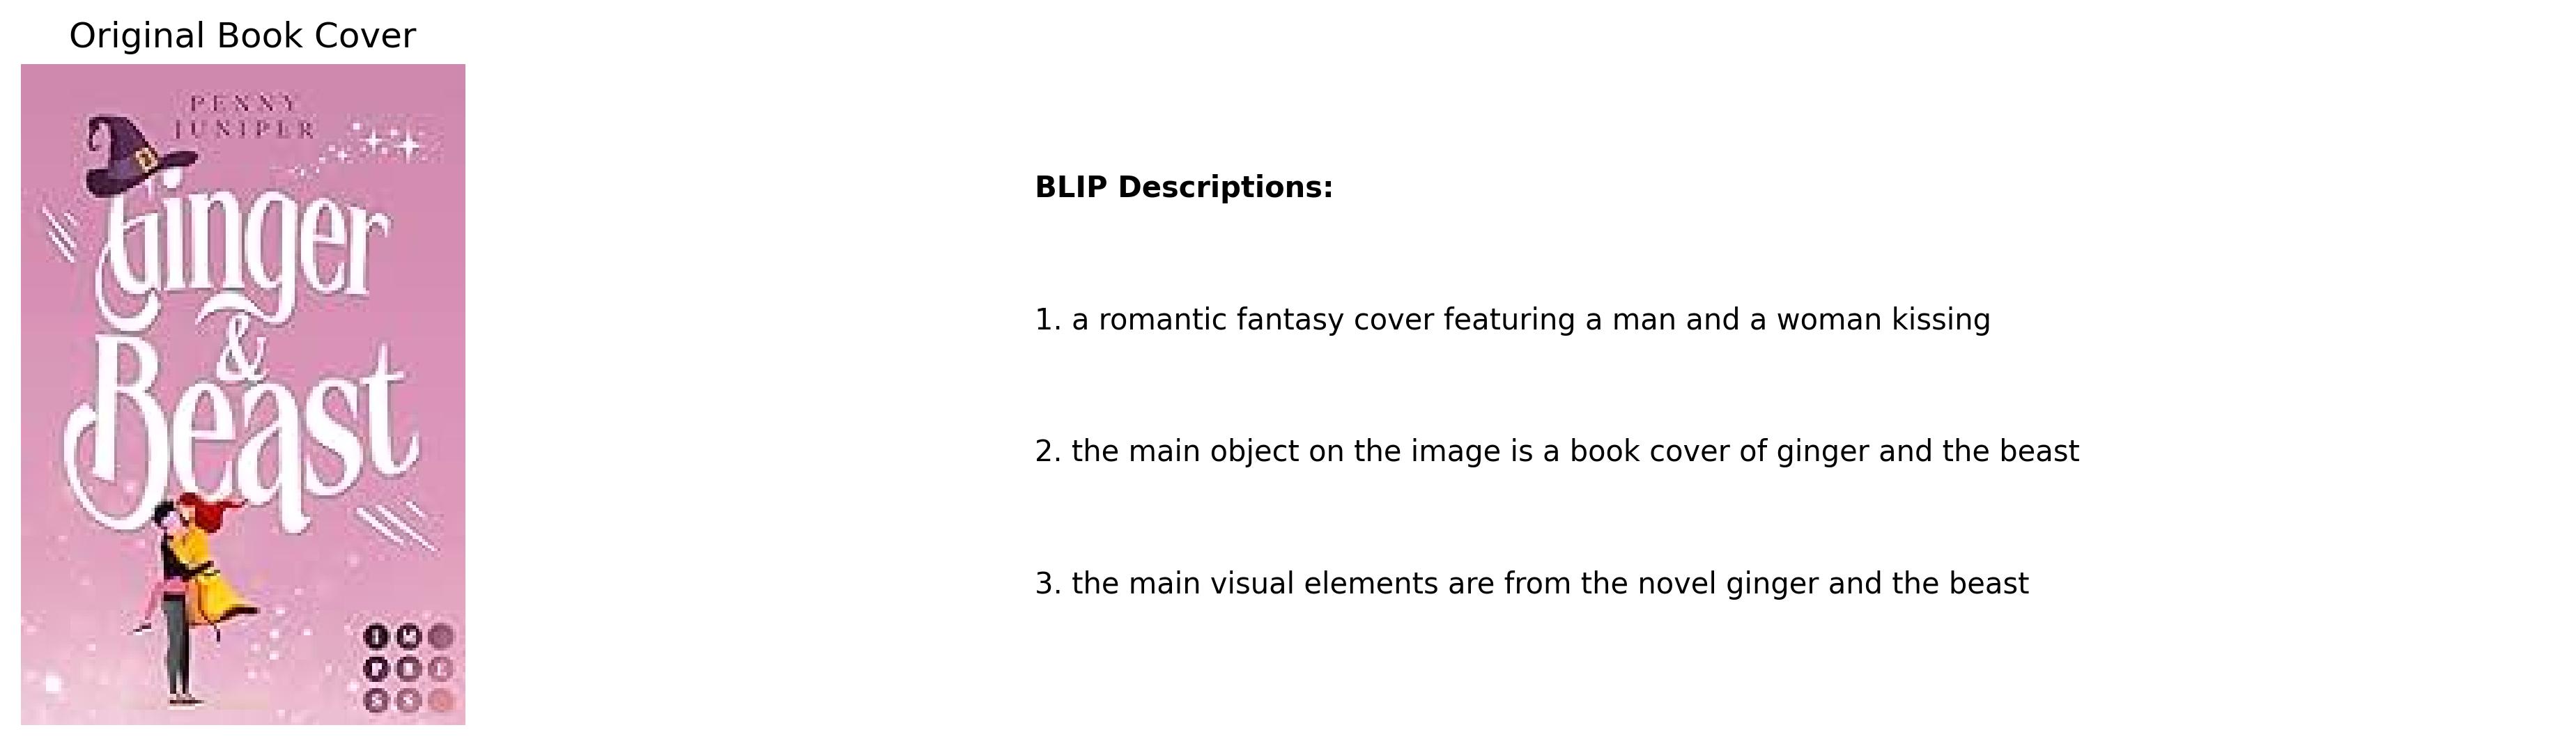 Original Book Cover
PENNY
JUNIPER
Ginger
&
Beast
I M
P R E
S S
BLIP Descriptions:
1. a romantic fantasy cover featuring a man and a woman kissing
2. the main object on the image is a book cover of ginger and the beast
3. the main visual elements are from the novel ginger and the beast